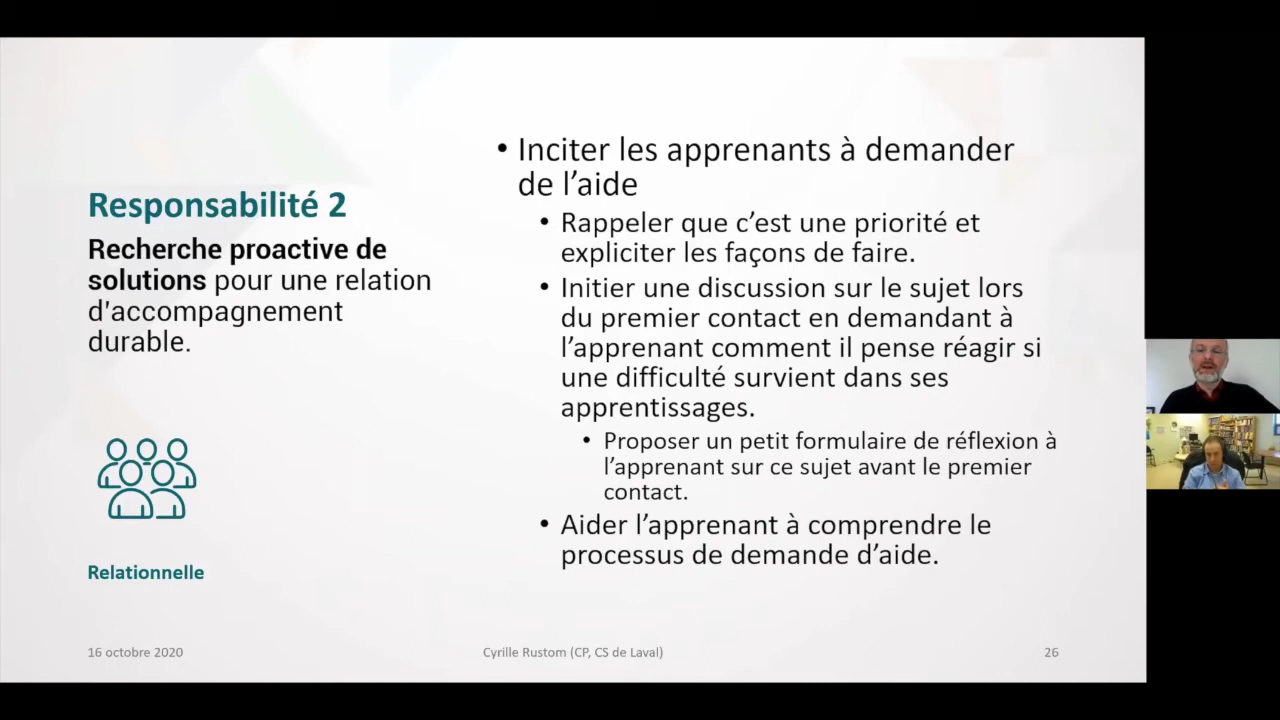 Responsabilité 2
Recherche proactive de
solutions pour une relation
d'accompagnement
durable.
Relationnelle
• Inciter les apprenants à demander
de l’aide
• Rappeler que c’est une priorité et
expliciter les façons de faire.
• Initier une discussion sur le sujet lors
du premier contact en demandant à
l’apprenant comment il pense réagir si
une difficulté survient dans ses
apprentissages.
• Proposer un petit formulaire de réflexion à
l’apprenant sur ce sujet avant le premier
contact.
• Aider l’apprenant à comprendre le
processus de demande d’aide.
16 octobre 2020
Cyrille Rustom (CP, CS de Laval)
26